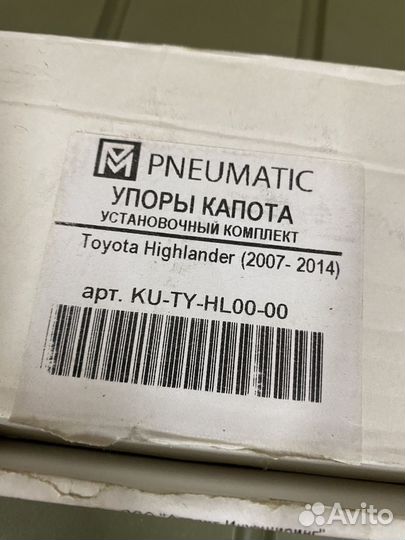 PNEUMATIC
УПОРЫ КАПОТА
УСТАНОВОЧНЫЙ КОМПЛЕКТ
Toyota Highlander (2007- 2014)
арт. KU-TY-HL00-00
Avito